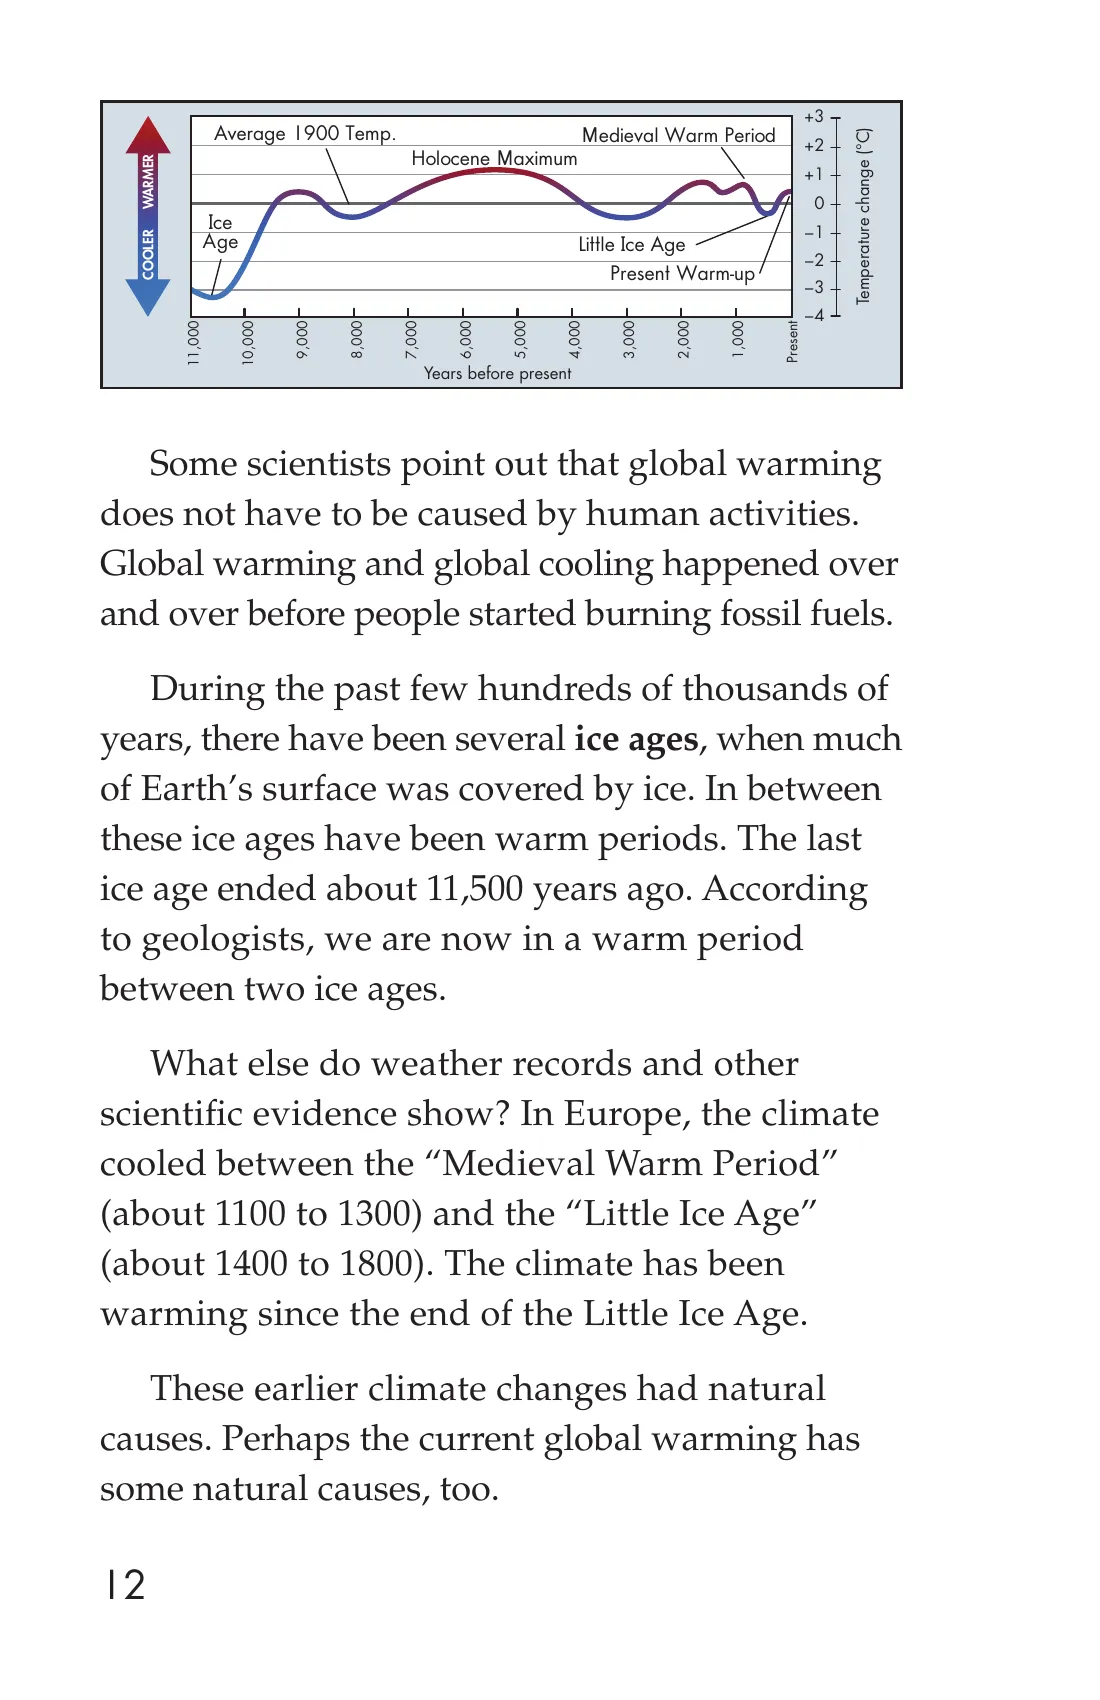 WARMER
COOLER
Average 1900 Temp.
Medieval Warm Period
Holocene Maximum
Ice
Age
Little Ice Age
Present Warm-up
+3
+2
+1
0
–1
–2
–3
–4
Temperature change (°C)
11,000
10,000
9,000
8,000
7,000
6,000
5,000
4,000
3,000
2,000
1,000
Present
Years before present
Some scientists point out that global warming
does not have to be caused by human activities.
Global warming and global cooling happened over
and over before people started burning fossil fuels.
During the past few hundreds of thousands of
years, there have been several ice ages, when much
of Earth’s surface was covered by ice. In between
these ice ages have been warm periods. The last
ice age ended about 11,500 years ago. According
to geologists, we are now in a warm period
between two ice ages.
What else do weather records and other
scientific evidence show? In Europe, the climate
cooled between the “Medieval Warm Period”
(about 1100 to 1300) and the “Little Ice Age”
(about 1400 to 1800). The climate has been
warming since the end of the Little Ice Age.
These earlier climate changes had natural
causes. Perhaps the current global warming has
some natural causes, too.
12